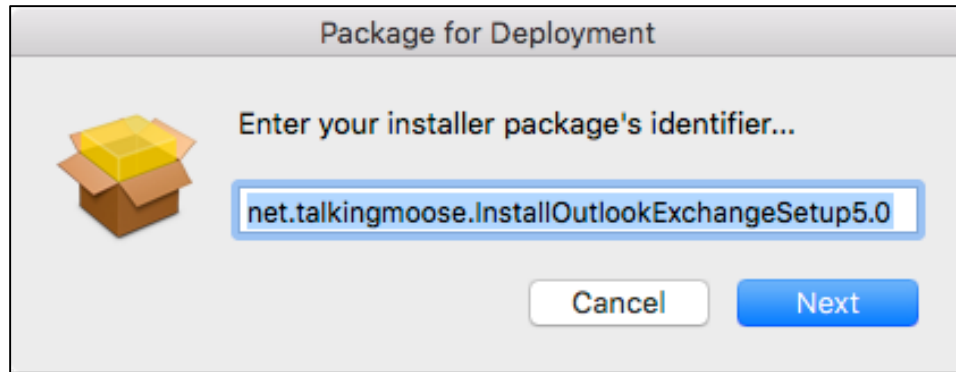 Package for Deployment
Enter your installer package's identifier...
net.talkingmoose.InstallOutlookExchangeSetup5.0
Cancel
Next